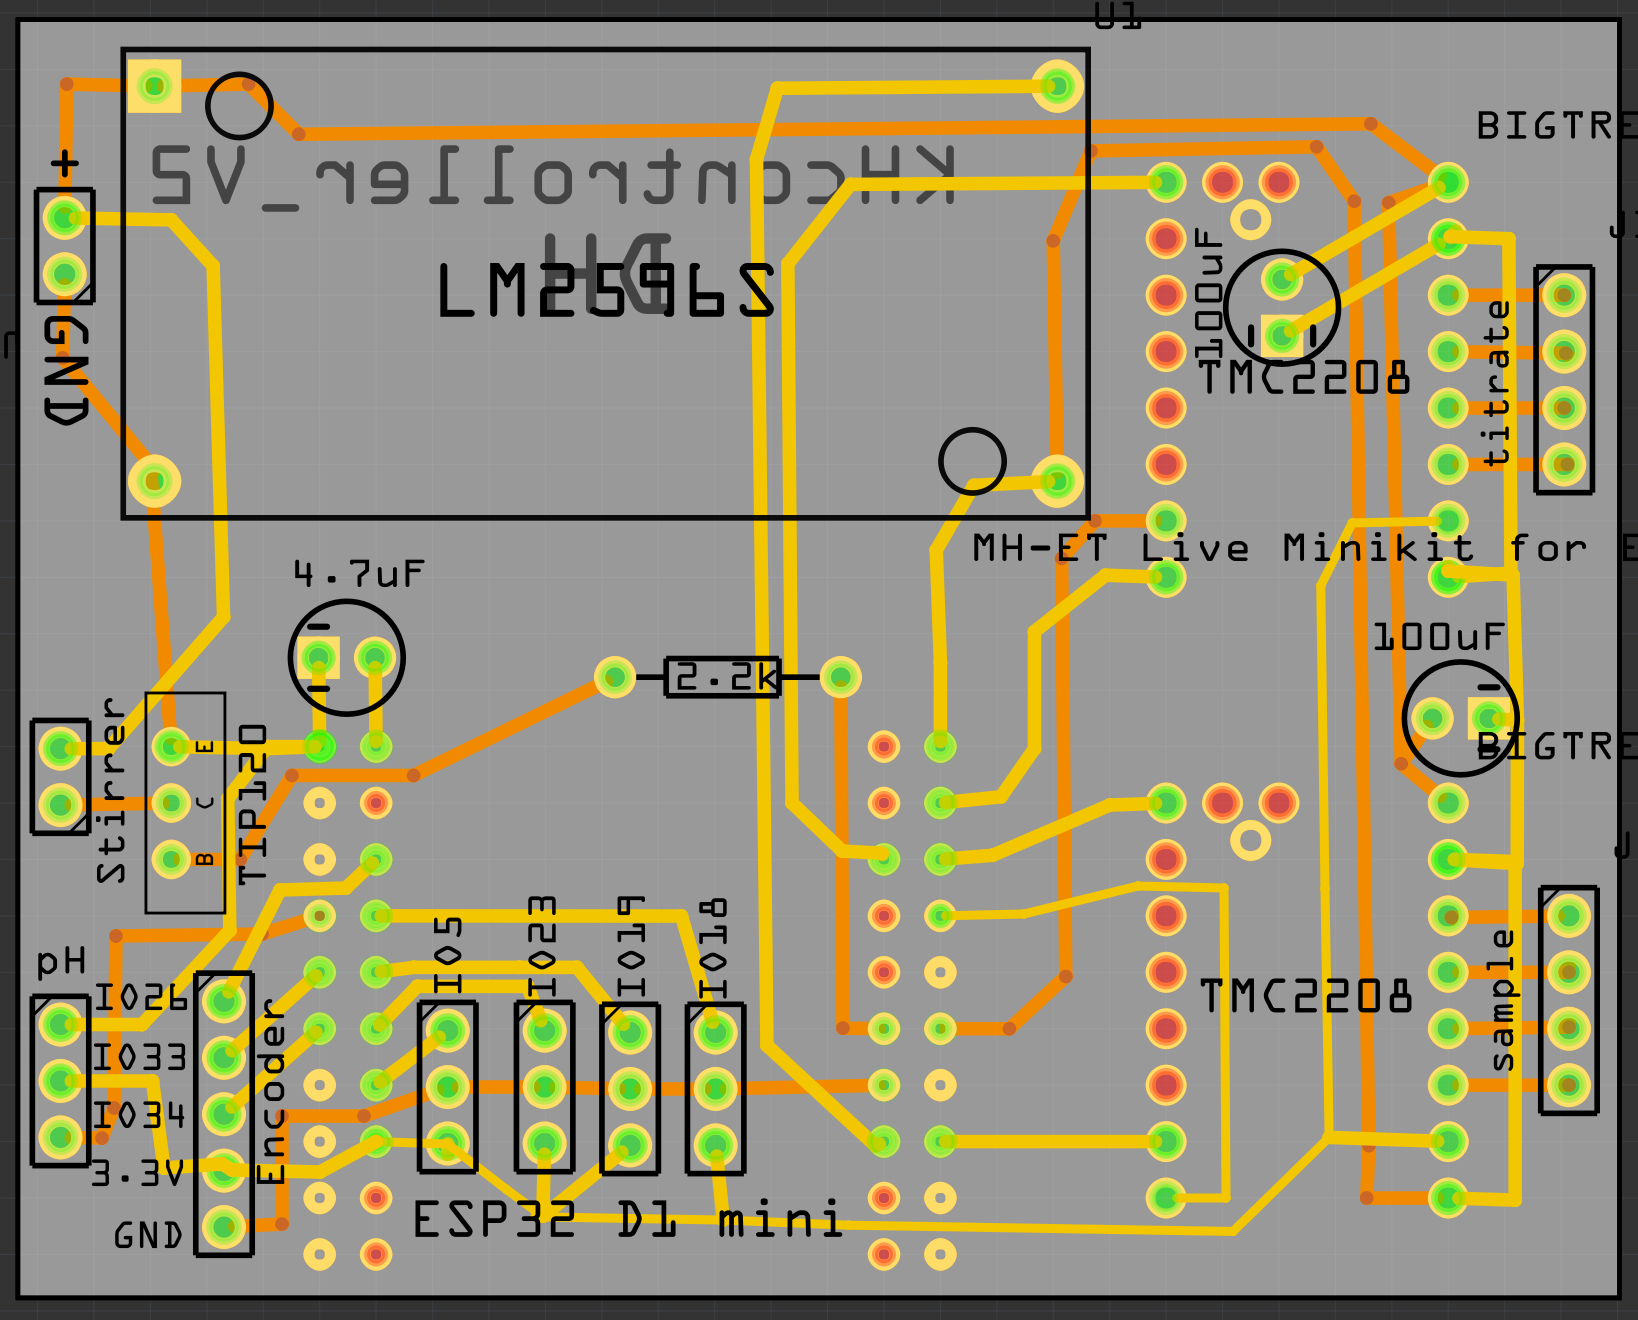 U1
BIGTRE
+
KHcontroller_V2
DH
LM2596S
J1
100uF
GND
titrate
TMC2208
MH-ET Live Minikit for E
4.7uF
100uF
2.2k
Stirrer
E
C
B
TIP120
BIGTRE
J
IO5
IO23
IO19
IO18
pH
IO26
IO33
IO34
3.3V
GND
Encoder
TMC2208
sample
ESP32 D1 mini